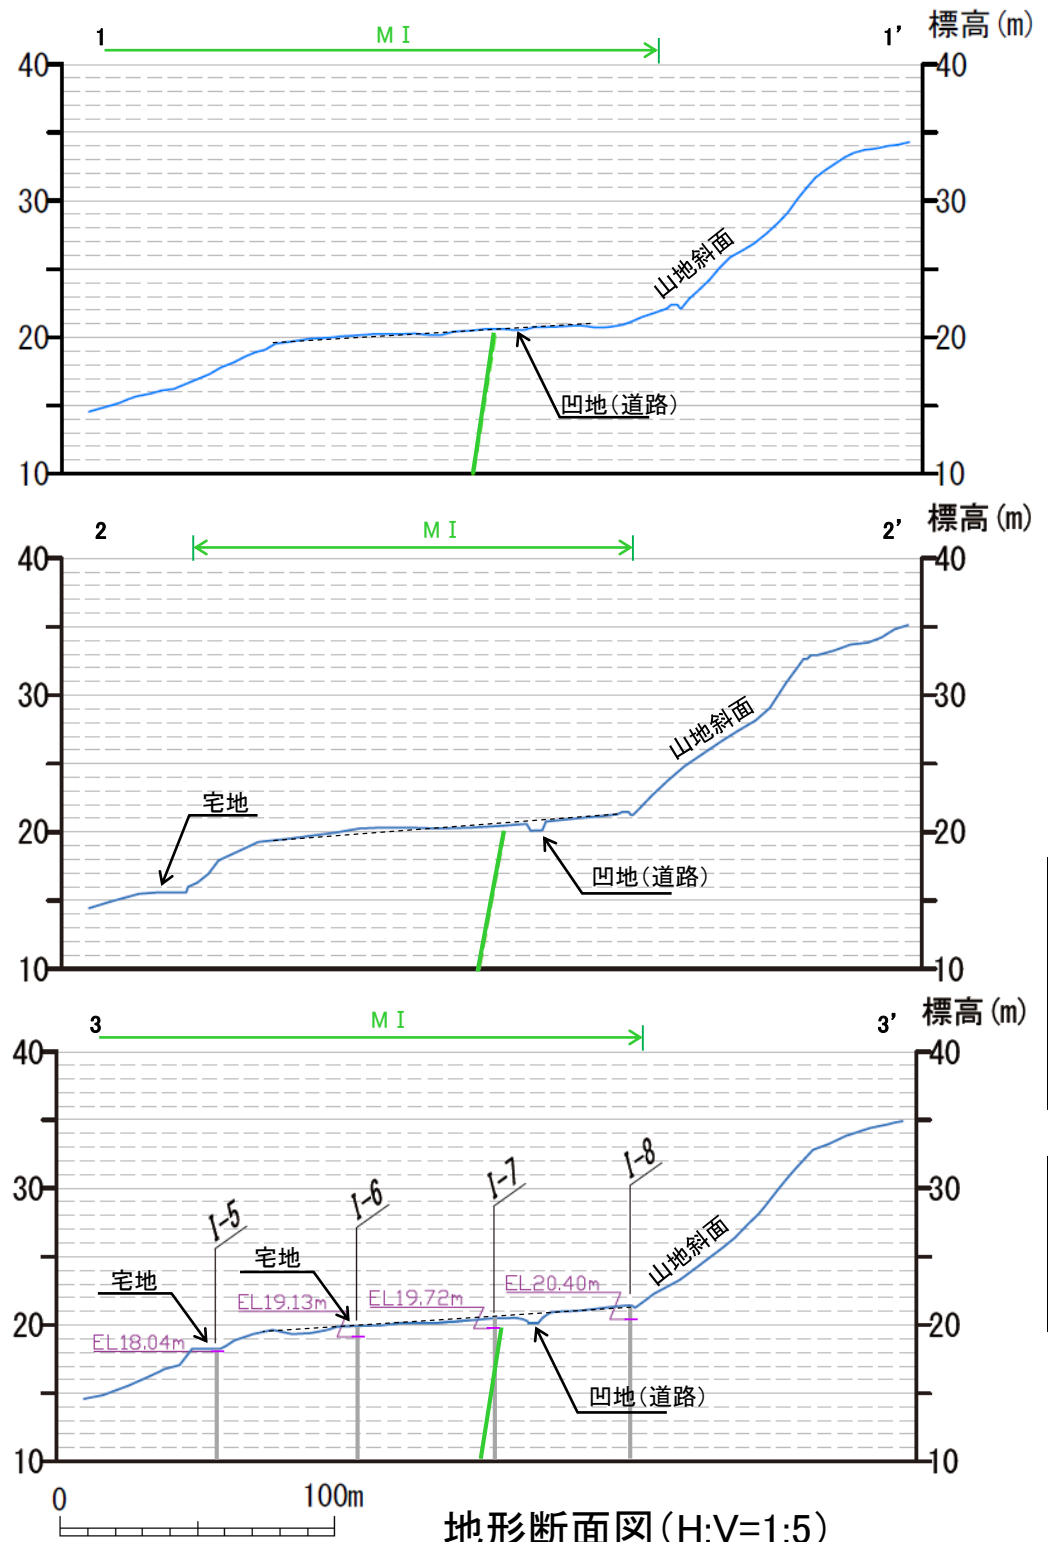 1 ＭⅠ 1' 標高(m)
40 40
30 30
山地斜面
20 20
凹地(道路)
10 10
2 ＭⅠ 2' 標高(m)
40 40
30 30
山地斜面
宅地
20 20
凹地(道路)
10 10
3 ＭⅠ 3' 標高(m)
40 40
I-5 I-6 I-7 I-8
30 30
山地斜面
宅地 宅地
EL18.04m EL19.13m EL19.72m EL20.40m
20 20
凹地(道路)
10 10
0 100m
地形断面図(H:V=1:5)